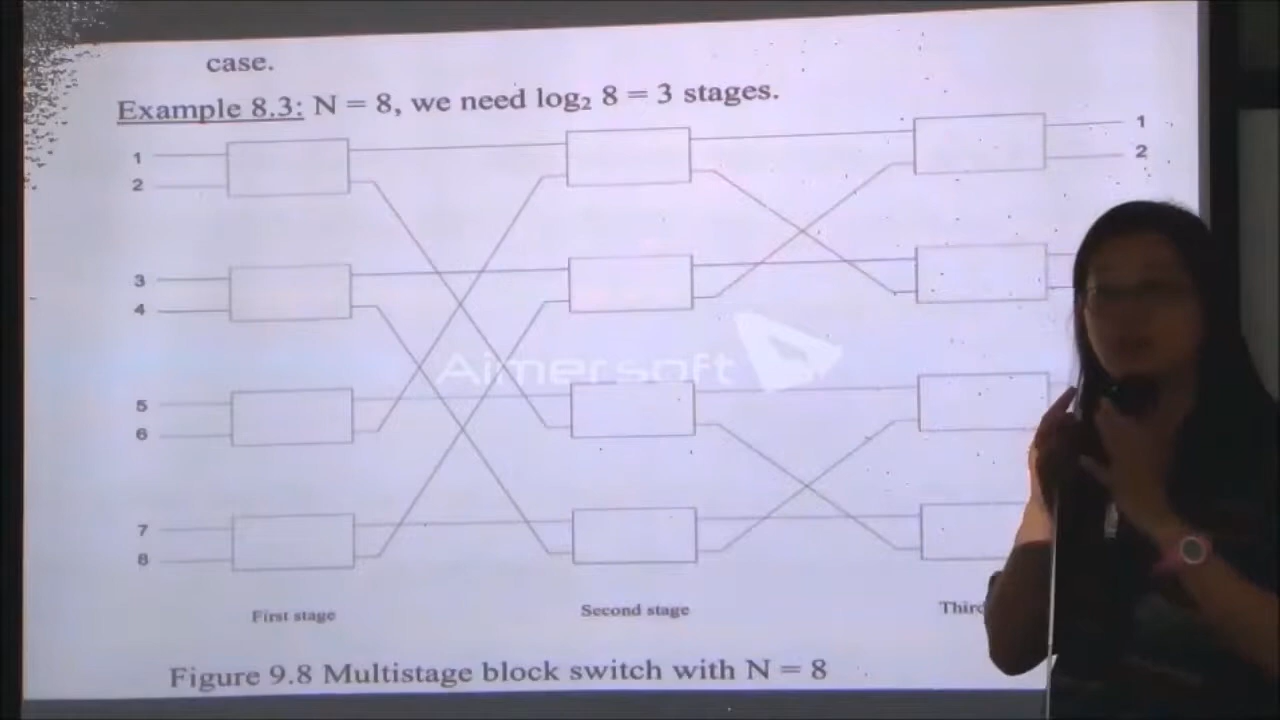 case.
Example 8.3: N = 8, we need log₂ 8 = 3 stages.
1
2
3
4
5
6
7
8
1
2
Aimersoft
First stage
Second stage
Third
Figure 9.8 Multistage block switch with N = 8